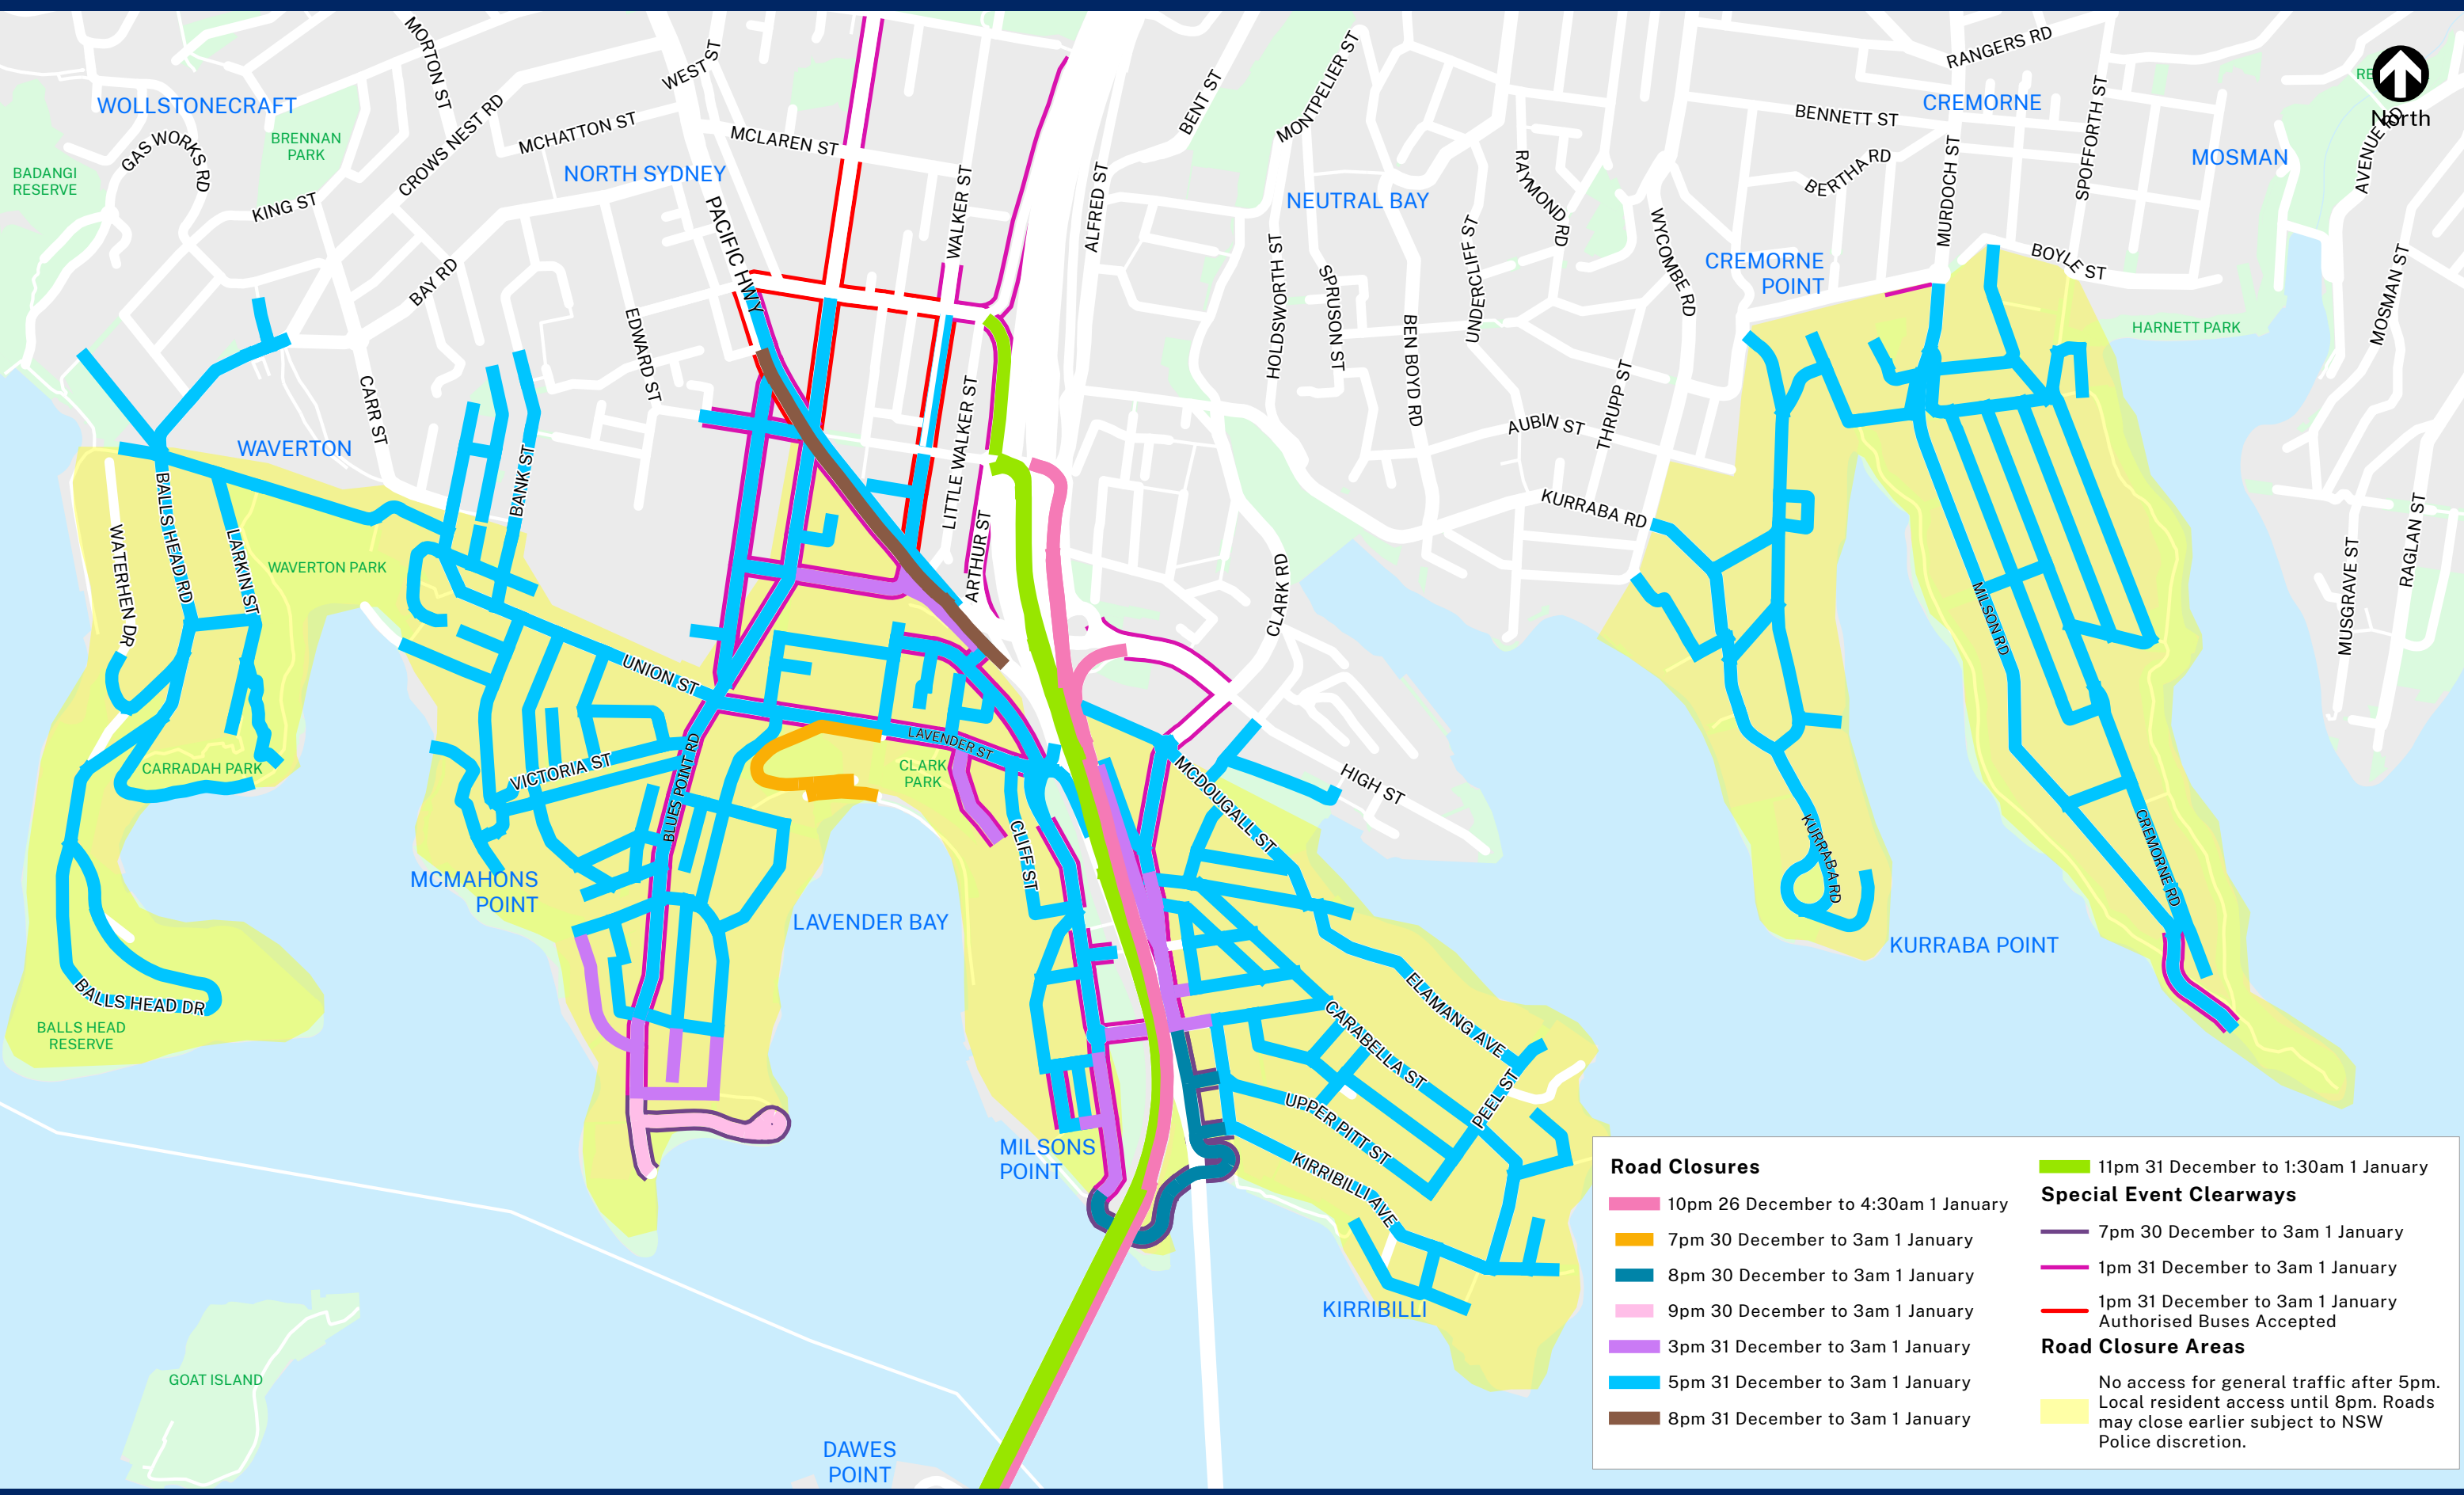 MORTON ST
WEST ST
RANGERS RD
BENT ST
MONTPELIER ST
WOLLSTONECRAFT
CREMORNE
SPOFFORTH ST
North
AVENUE RD
BENNETT ST
GAS WORKS RD
BRENNAN
PARK
CROWS NEST RD
MCHATTON ST
MCLAREN ST
MOSMAN
BADANGI
RESERVE
NORTH SYDNEY
RAYMOND RD
BERTHA RD
MURDOCH ST
KING ST
PACIFIC HWY
WALKER ST
ALFRED ST
NEUTRAL BAY
WYCOMBE RD
BAY RD
HOLDSWORTH ST
SPRUSON ST
UNDERCLIFF ST
CREMORNE
POINT
BOYLE ST
MOSMAN ST
EDWARD ST
BEN BOYD RD
HARNETT PARK
CARR ST
LITTLE WALKER ST
THRUPP ST
AUBIN ST
WAVERTON
BANK ST
BALLS HEAD RD
KURRABA RD
RAGLAN ST
WATERHEN DR
LARKIN ST
WAVERTON PARK
ARTHUR ST
CLARK RD
MILSON RD
MUSGRAVE ST
UNION ST
LAVENDER ST
BLUES POINT RD
VICTORIA ST
CARRADAH PARK
CLARK
PARK
HIGH ST
MCDOUGALL ST
CLIFF ST
KURRABA RD
CREMORNE RD
MCMAHONS
POINT
LAVENDER BAY
KURRABA POINT
BALLS HEAD DR
ELAMANG AVE
BALLS HEAD
RESERVE
CARABELLA ST
PEEL ST
UPPER PITT ST
MILSONS
POINT
KIRRIBILLI AVE
KIRRIBILLI
GOAT ISLAND
DAWES
POINT
Road Closures
10pm 26 December to 4:30am 1 January
7pm 30 December to 3am 1 January
8pm 30 December to 3am 1 January
9pm 30 December to 3am 1 January
3pm 31 December to 3am 1 January
5pm 31 December to 3am 1 January
8pm 31 December to 3am 1 January
11pm 31 December to 1:30am 1 January
Special Event Clearways
7pm 30 December to 3am 1 January
1pm 31 December to 3am 1 January
1pm 31 December to 3am 1 January
Authorised Buses Accepted
Road Closure Areas
No access for general traffic after 5pm.
Local resident access until 8pm. Roads
may close earlier subject to NSW
Police discretion.